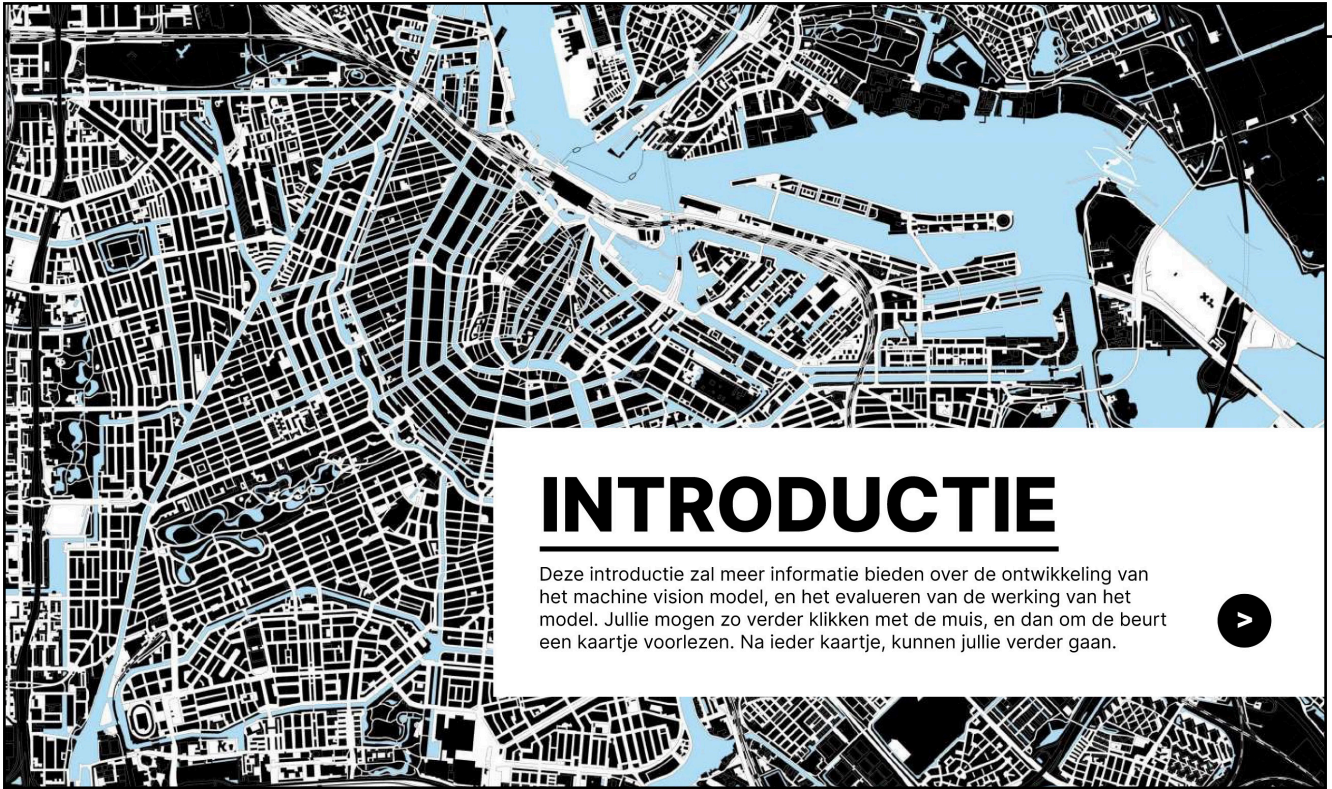 INTRODUCTIE
Deze introductie zal meer informatie bieden over de ontwikkeling van
het machine vision model, en het evalueren van de werking van het
model. Jullie mogen zo verder klikken met de muis, en dan om de beurt
een kaartje voorlezen. Na ieder kaartje, kunnen jullie verder gaan.
>